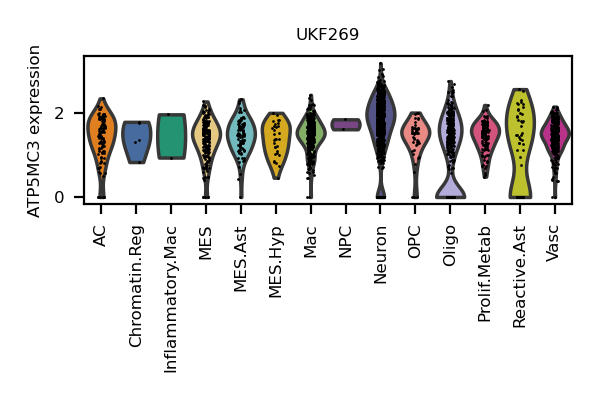 UKF269
ATP5MC3 expression
2
0
AC
Chromatin.Reg
Inflammatory.Mac
MES
MES.Ast
MES.Hyp
Mac
NPC
Neuron
OPC
Oligo
Prolif.Metab
Reactive.Ast
Vasc